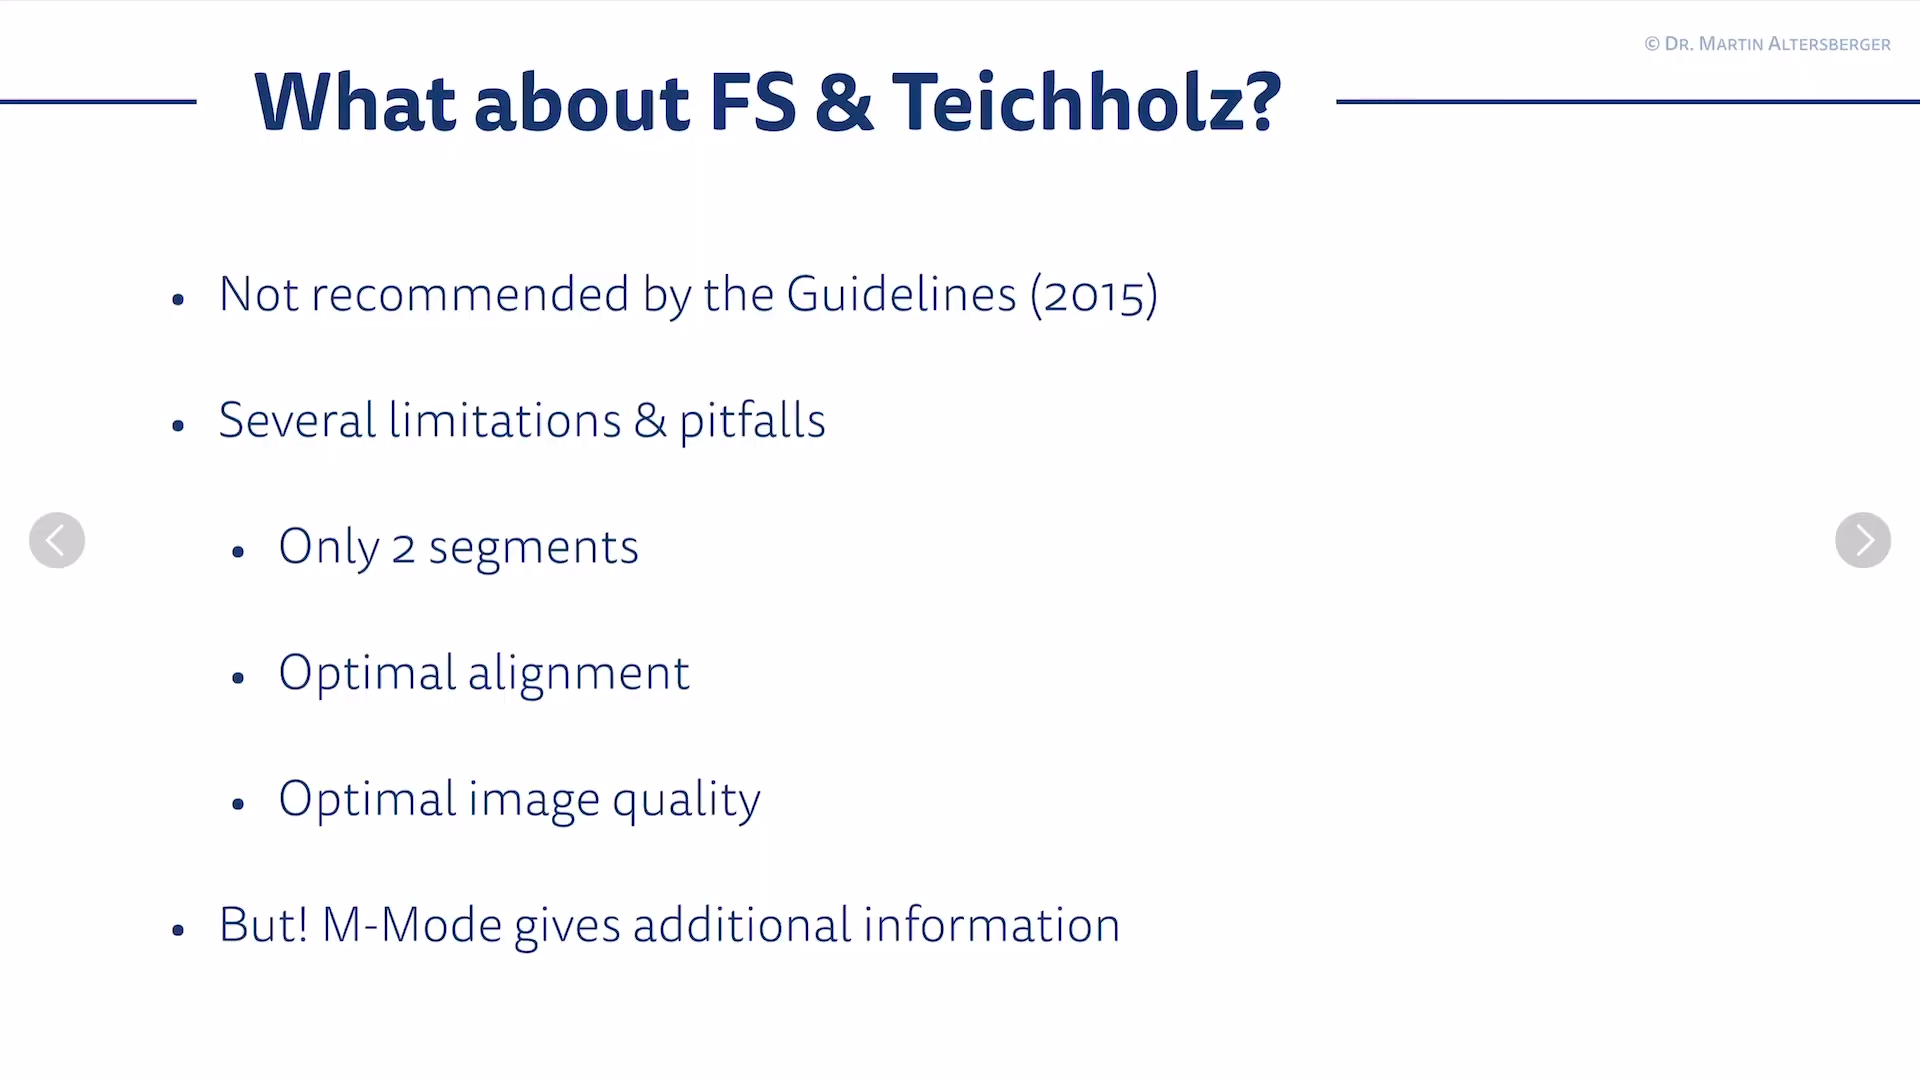 © Dr. Martin Altersberger
What about FS & Teichholz?
• Not recommended by the Guidelines (2015)
• Several limitations & pitfalls
• Only 2 segments
• Optimal alignment
• Optimal image quality
• But! M-Mode gives additional information